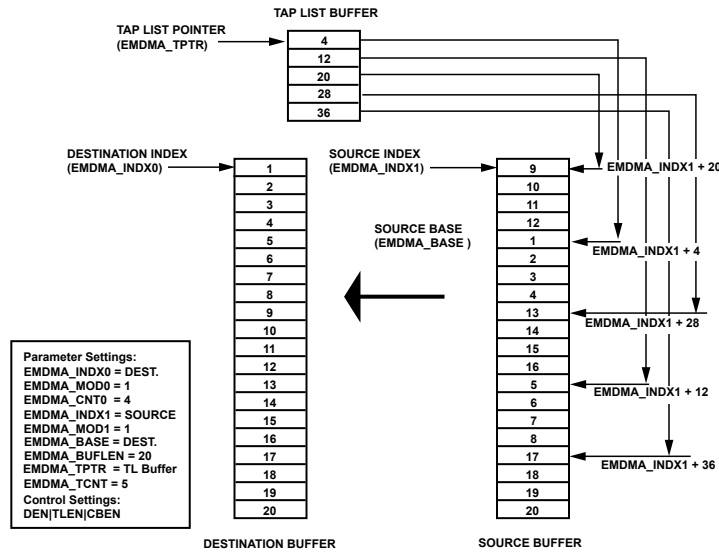 TAP LIST BUFFER
TAP LIST POINTER
(EMDMA_TPTR)
4
12
20
28
36
DESTINATION INDEX
(EMDMA_INDX0)
SOURCE INDEX
(EMDMA_INDX1)
1
2
3
4
5
6
7
8
9
10
11
12
13
14
15
16
17
18
19
20
DESTINATION BUFFER
SOURCE BASE
(EMDMA_BASE )
9
10
11
12
1
2
3
4
13
14
15
16
5
6
7
8
17
18
19
20
SOURCE BUFFER
EMDMA_INDX1 + 20
EMDMA_INDX1 + 4
EMDMA_INDX1 + 28
EMDMA_INDX1 + 12
EMDMA_INDX1 + 36
Parameter Settings:
EMDMA_INDX0 = DEST.
EMDMA_MOD0 = 1
EMDMA_CNT0 = 4
EMDMA_INDX1 = SOURCE
EMDMA_MOD1 = 1
EMDMA_BASE = DEST.
EMDMA_BUFLEN = 20
EMDMA_TPTR = TL Buffer
EMDMA_TCNT = 5
Control Settings:
DEN|TLEN|CBEN